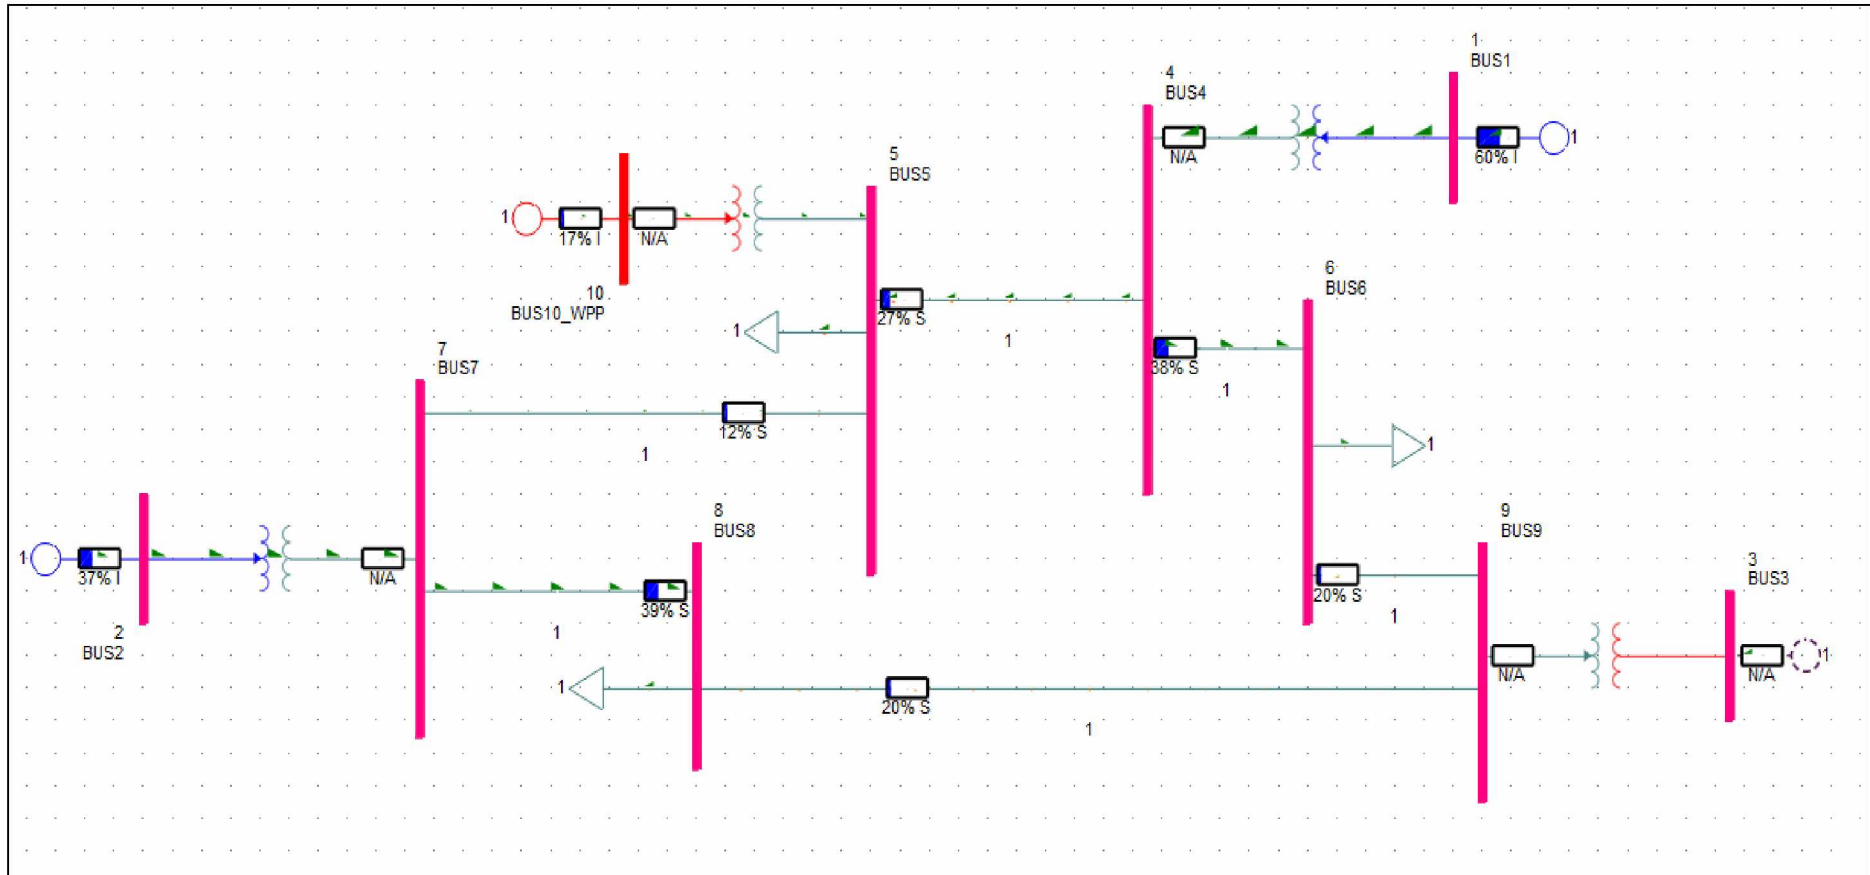 1
BUS1
4
BUS4
N/A
60% I
1
5
BUS5
1
17% I
N/A
10
BUS10_WPP
6
BUS6
27% S
1
1
38% S
1
7
BUS7
12% S
1
1
8
BUS8
9
BUS9
3
BUS3
1
37% I
N/A
39% S
20% S
1
1
2
BUS2
1
20% S
1
N/A
N/A
1